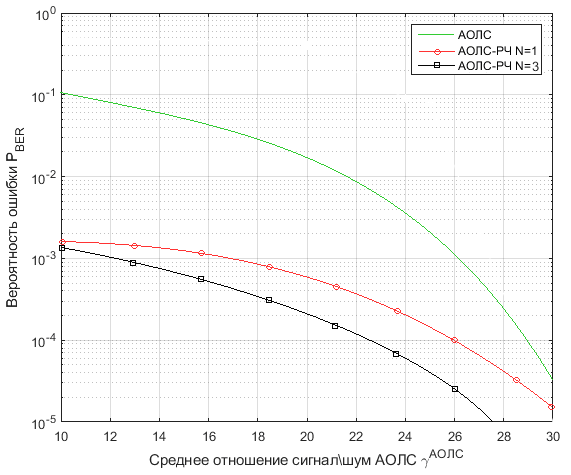 10^0
10^-1
10^-2
10^-3
10^-4
10^-5
Вероятность ошибки P_BER
АОЛС
АОЛС-РЧ N=1
АОЛС-РЧ N=3
10 12 14 16 18 20 22 24 26 28 30
Среднее отношение сигнал\шум АОЛС γ^АОЛС